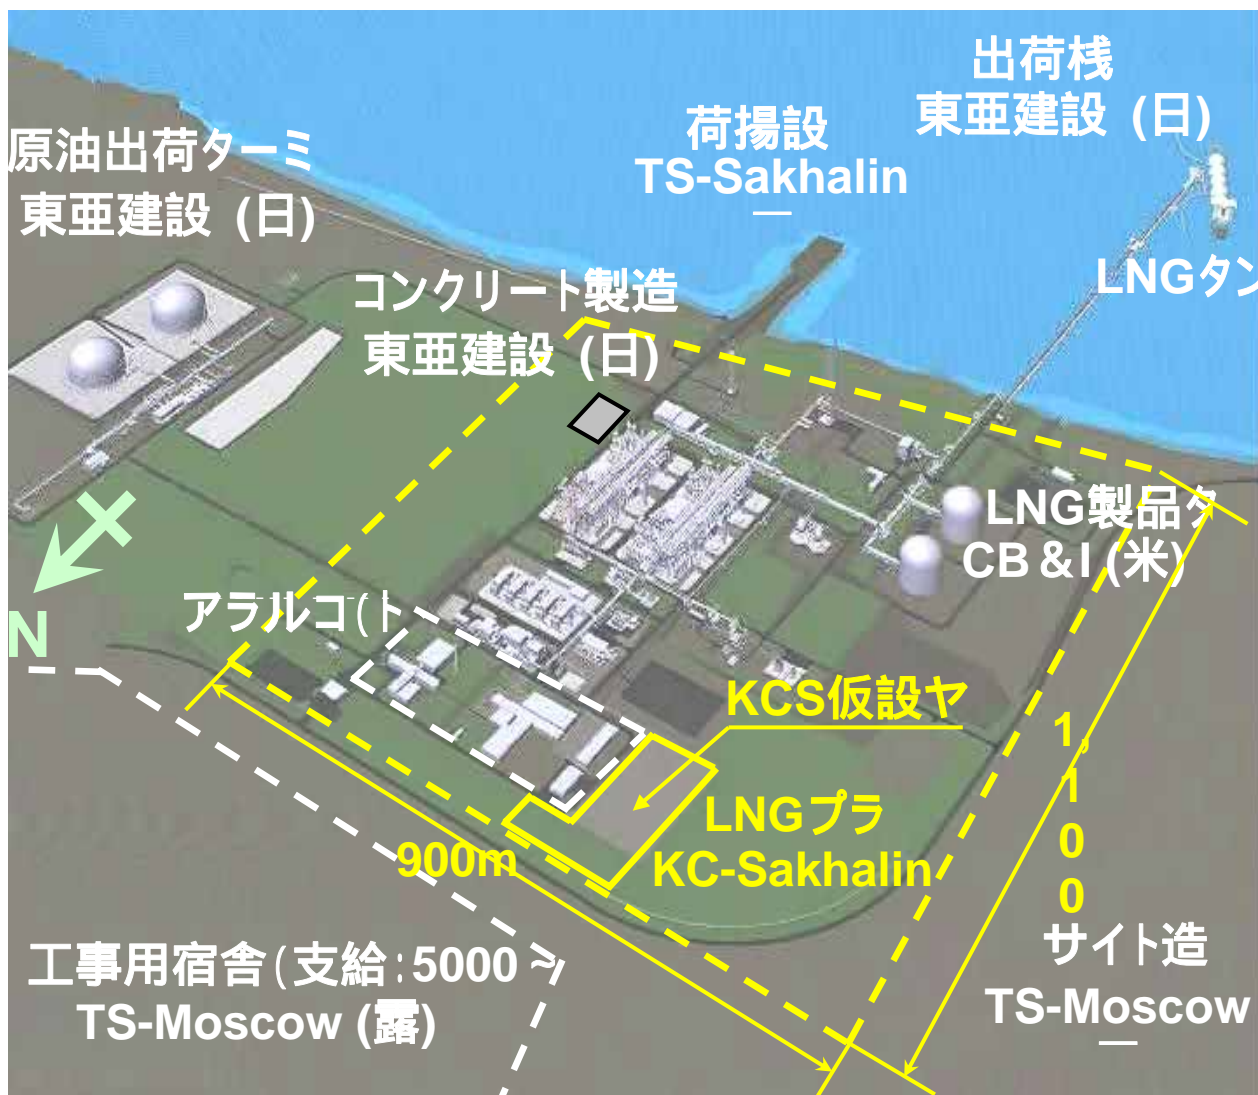 出荷桟
東亜建設 (日)
荷揚設
TS-Sakhalin
原油出荷ターミ
東亜建設 (日)
LNGタン
コンクリート製造
東亜建設 (日)
LNG製品タ
CB&I (米)
N
アラルコ(ト
KCS仮設ヤ
1,100
LNGプラ
KC-Sakhalin
900m
サイト造
TS-Moscow
工事用宿舎(支給:5000~
TS-Moscow (露)